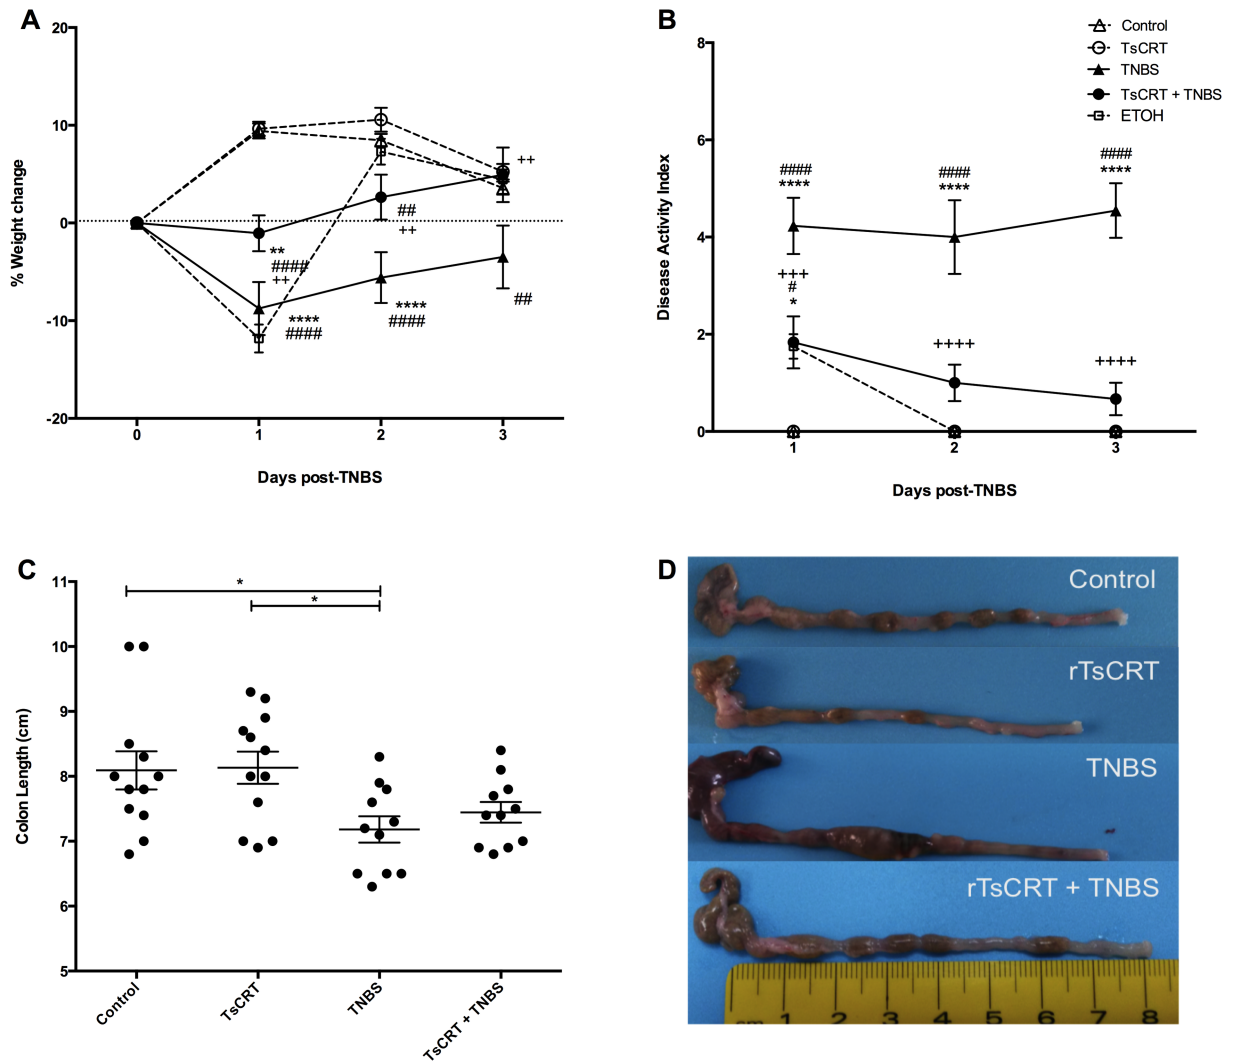 A
20
10
0
-10
-20
% Weight change
++
##
++
**
####
++
****
####
****
####
##
0 1 2 3
Days post-TNBS
B
Control
TsCRT
TNBS
TsCRT + TNBS
ETOH
8
6
4
2
0
Disease Activity Index
####
****
####
****
####
****
+++
#
*
++++
++++
1 2 3
Days post-TNBS
C
11
10
9
8
7
6
5
Colon Length (cm)
*
*
Control
TsCRT
TNBS
TsCRT + TNBS
D
Control
rTsCRT
TNBS
rTsCRT + TNBS
cm 1 2 3 4 5 6 7 8